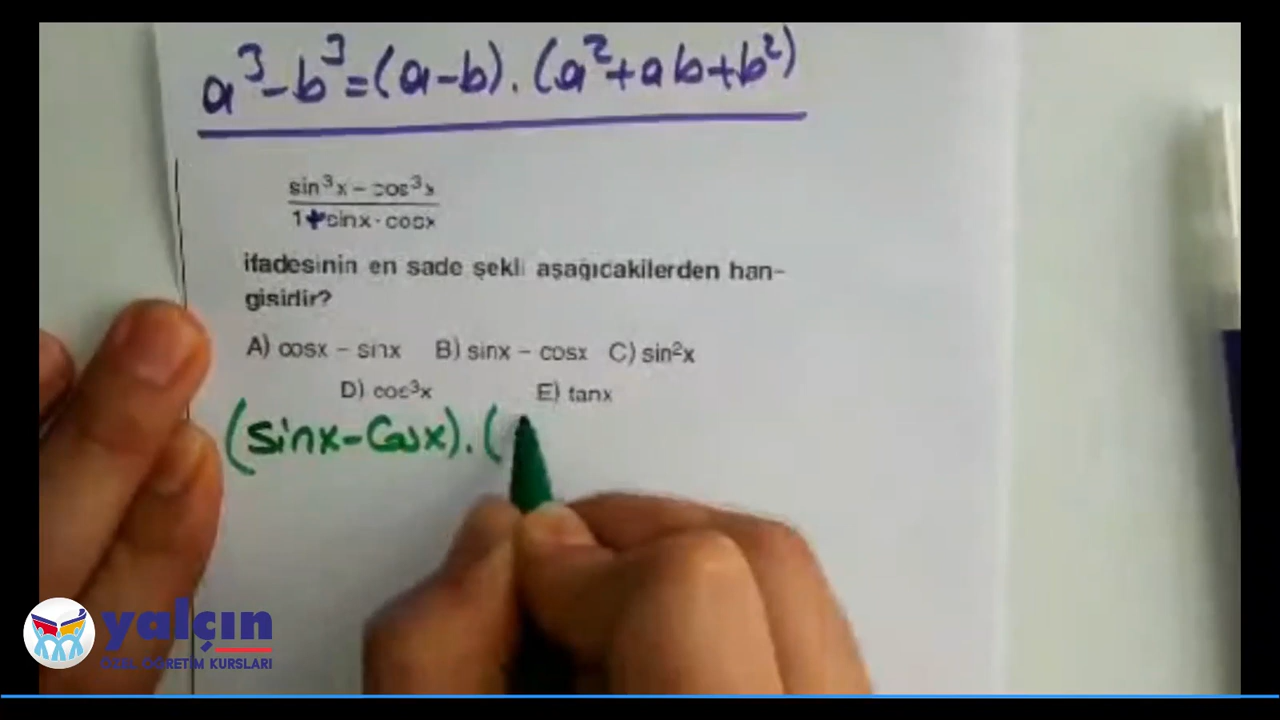 a³-b³=(a-b).(a²+ab+b²)
sin³x – cos³x
1+sinx·cosx
ifadesinin en sade şekli aşağıdakilerden han-
gisidir?
A) cosx – sinx B) sinx – cosx C) sin²x
D) cos³x E) tanx
(sinx-Cosx).(
yalçın
ÖZEL ÖĞRETİM KURSLARI